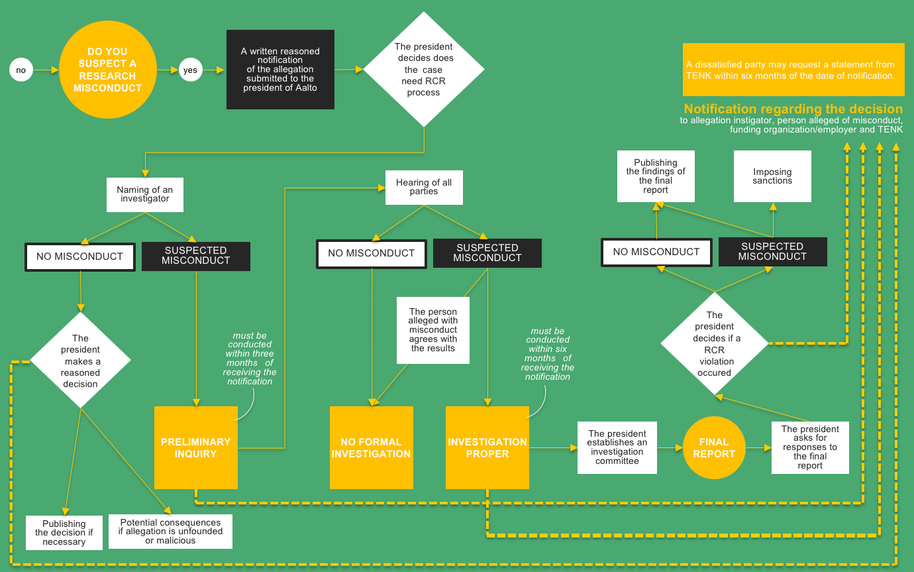 no
DO YOU
SUSPECT A
RESEARCH
MISCONDUCT
yes
A written reasoned
notification
of the allegation
submitted to the
president of Aalto
The president
decides does
the case
need RCR
process
A dissatisfied party may request a statement from
TENK within six months of the date of notification.
Notification regarding the decision
to allegation instigator, person alleged of misconduct,
funding organization/employer and TENK
Naming of an
investigator
NO MISCONDUCT
SUSPECTED
MISCONDUCT
The
president
makes a
reasoned
decision
must be
conducted
within three
months of
receiving the
notification
PRELIMINARY
INQUIRY
Publishing
the decision if
necessary
Potential consequences
if allegation is unfounded
or malicious
Hearing of all
parties
NO MISCONDUCT
SUSPECTED
MISCONDUCT
The person
alleged with
misconduct
agrees with
the results
must be
conducted
within six
months of
receiving the
notification
NO FORMAL
INVESTIGATION
INVESTIGATION
PROPER
The president
establishes an
investigation
committee
FINAL
REPORT
The president
asks for
responses to
the final
report
The
president
decides if a
RCR
violation
occured
NO MISCONDUCT
SUSPECTED
MISCONDUCT
Publishing
the findings of
the final
report
Imposing
sanctions